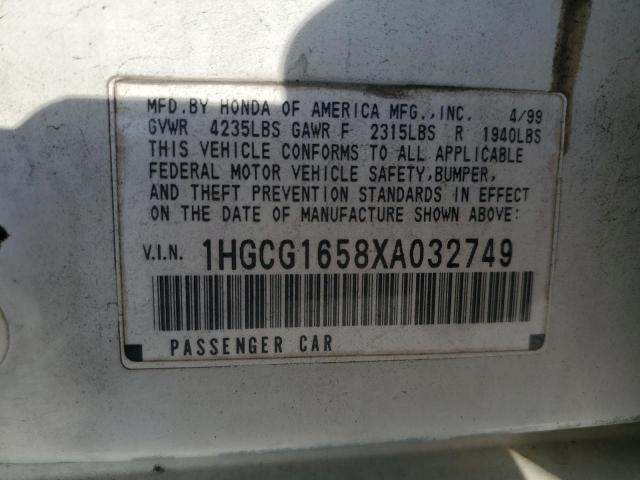 MFD.BY HONDA OF AMERICA MFG.,INC. 4/99
GVWR 4235LBS GAWR F 2315LBS R 1940LBS
THIS VEHICLE CONFORMS TO ALL APPLICABLE
FEDERAL MOTOR VEHICLE SAFETY,BUMPER,
AND THEFT PREVENTION STANDARDS IN EFFECT
ON THE DATE OF MANUFACTURE SHOWN ABOVE:
V.I.N. 1HGCG1658XA032749
PASSENGER CAR